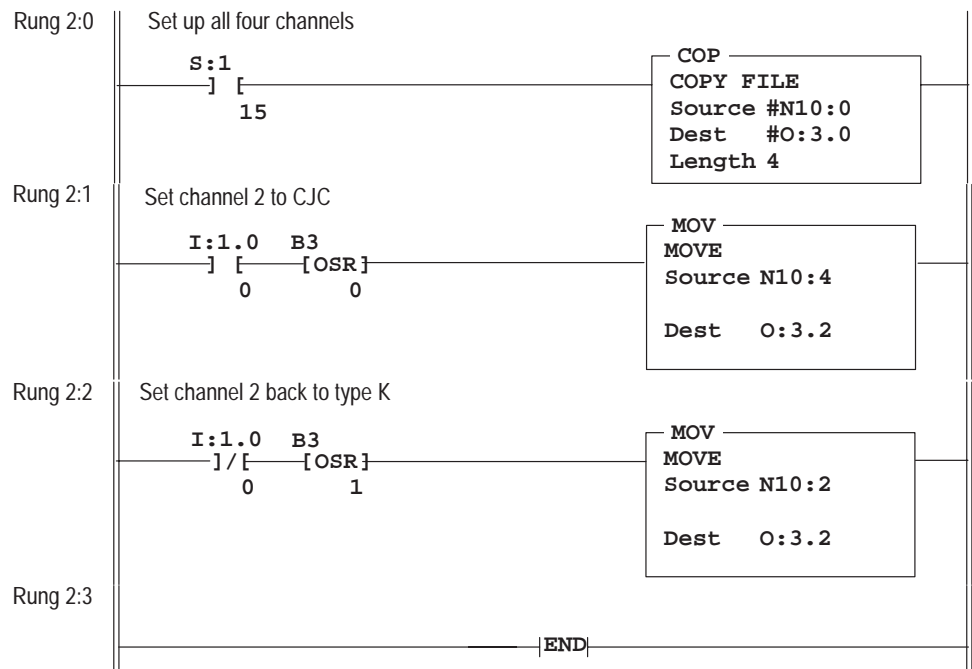 Rung 2:0 Set up all four channels
S:1
] [
15
COP
COPY FILE
Source #N10:0
Dest #O:3.0
Length 4
Rung 2:1 Set channel 2 to CJC
I:1.0 B3
] [ [OSR]
0 0
MOV
MOVE
Source N10:4
Dest O:3.2
Rung 2:2 Set channel 2 back to type K
I:1.0 B3
]/[ [OSR]
0 1
MOV
MOVE
Source N10:2
Dest O:3.2
Rung 2:3
END